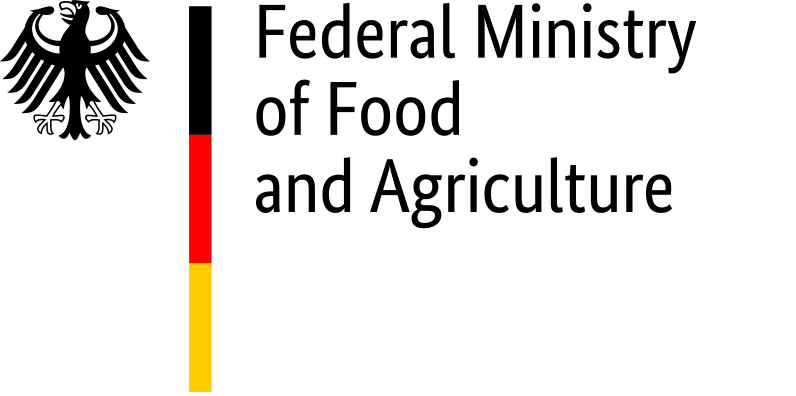 Federal Ministry
of Food
and Agriculture